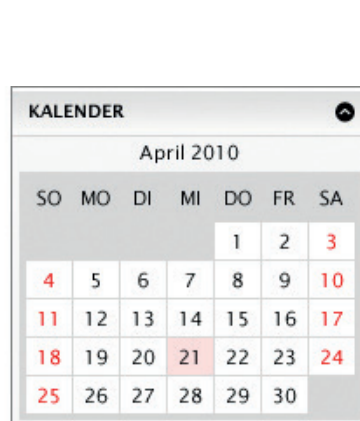 KALENDER
April 2010
SO MO DI MI DO FR SA
1 2 3
4 5 6 7 8 9 10
11 12 13 14 15 16 17
18 19 20 21 22 23 24
25 26 27 28 29 30